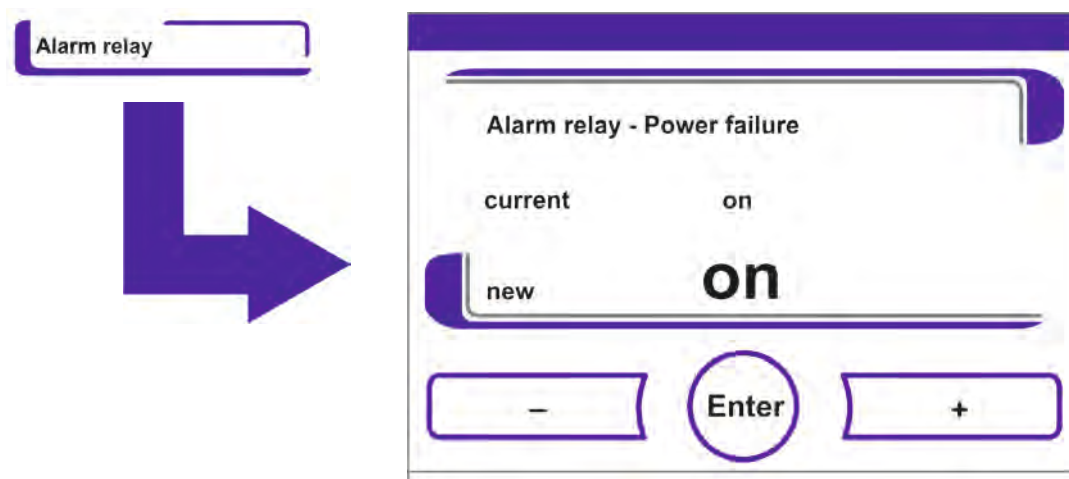 Alarm relay
Alarm relay - Power failure
current on
new on
– Enter +